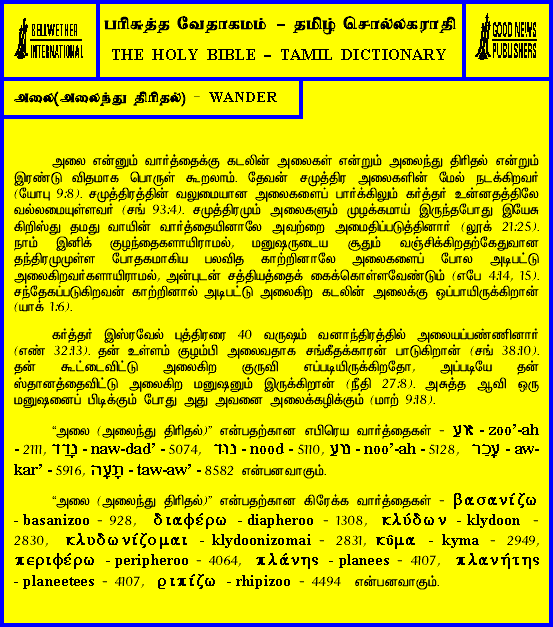 BELLWETHER
INTERNATIONAL
பரிசுத்த வேதாகமம் – தமிழ் சொல்லகராதி
THE HOLY BIBLE – TAMIL DICTIONARY
GOOD NEWS
PUBLISHERS
அலை(அலைந்து திரிதல்) – WANDER
அலை என்னும் வார்த்தைக்கு கடலின் அலைகள் என்றும் அலைந்து திரிதல் என்றும்
இரண்டு விதமாக பொருள் கூறலாம். தேவன் சமுத்திர அலைகளின் மேல் நடக்கிறவர்
(யோபு 9:8). சமுத்திரத்தின் வலுமையான அலைகளைப் பார்க்கிலும் கர்த்தர் உன்னதத்திலே
வல்லமையுள்ளவர் (சங் 93:4). சமுத்திரமும் அலைகளும் முழக்கமாய் இருந்தபோது இயேசு
கிறிஸ்து தமது வாயின் வார்த்தையினாலே அவற்றை அமைதிப்படுத்தினார் (லூக் 21:25).
நாம் இனிக் குழந்தைகளாயிராமல், மனுஷருடைய சூதும் வஞ்சிக்கிறதற்கேதுவான
தந்திரமுமுள்ள போதகமாகிய பலவித காற்றினாலே அலைகளைப் போல அடிபட்டு
அலைகிறவர்களாயிராமல், அன்புடன் சத்தியத்தைக் கைக்கொள்ளவேண்டும் (எபே 4:14, 15).
சந்தேகப்படுகிறவன் காற்றினால் அடிபட்டு அலைகிற கடலின் அலைக்கு ஒப்பாயிருக்கிறான்
(யாக் 1:6).
கர்த்தர் இஸ்ரவேல் புத்திரரை 40 வருஷம் வனாந்திரத்தில் அலையப்பண்ணினார்
(எண் 32:13). தன் உள்ளம் குழம்பி அலைவதாக சங்கீதக்காரன் பாடுகிறான் (சங் 38:10).
தன் கூட்டைவிட்டு அலைகிற குருவி எப்படியிருக்கிறதோ, அப்படியே தன்
ஸ்தானத்தைவிட்டு அலைகிற மனுஷனும் இருக்கிறான் (நீதி 27:8). அசுத்த ஆவி ஒரு
மனுஷனைப் பிடிக்கும் போது அது அவனை அலைக்கழிக்கும் (மாற் 9:18).
“அலை (அலைந்து திரிதல்)” என்பதற்கான எபிரெய வார்த்தைகள் - זוּעַ - zoo’-ah
- 2111, נָדַד - naw-dad’ - 5074, נוּד - nood - 5110, נוּעַ - noo’-ah - 5128, עָכַר - aw-
kar’ - 5916, תָּעָה - taw-aw’ - 8582 என்பனவாகும்.
“அலை (அலைந்து திரிதல்)” என்பதற்கான கிரேக்க வார்த்தைகள் - βασανίζω
- basanizoo - 928, διαφέρω - diapheroo - 1308, κλύδων - klydoon -
2830, κλυδωνίζομαι - klydoonizomai - 2831, κῦμα - kyma - 2949,
περιφέρω - peripheroo - 4064, πλάνης - planees - 4107, πλανήτης
- planeetees - 4107, ῥιπίζω - rhipizoo - 4494 என்பனவாகும்.